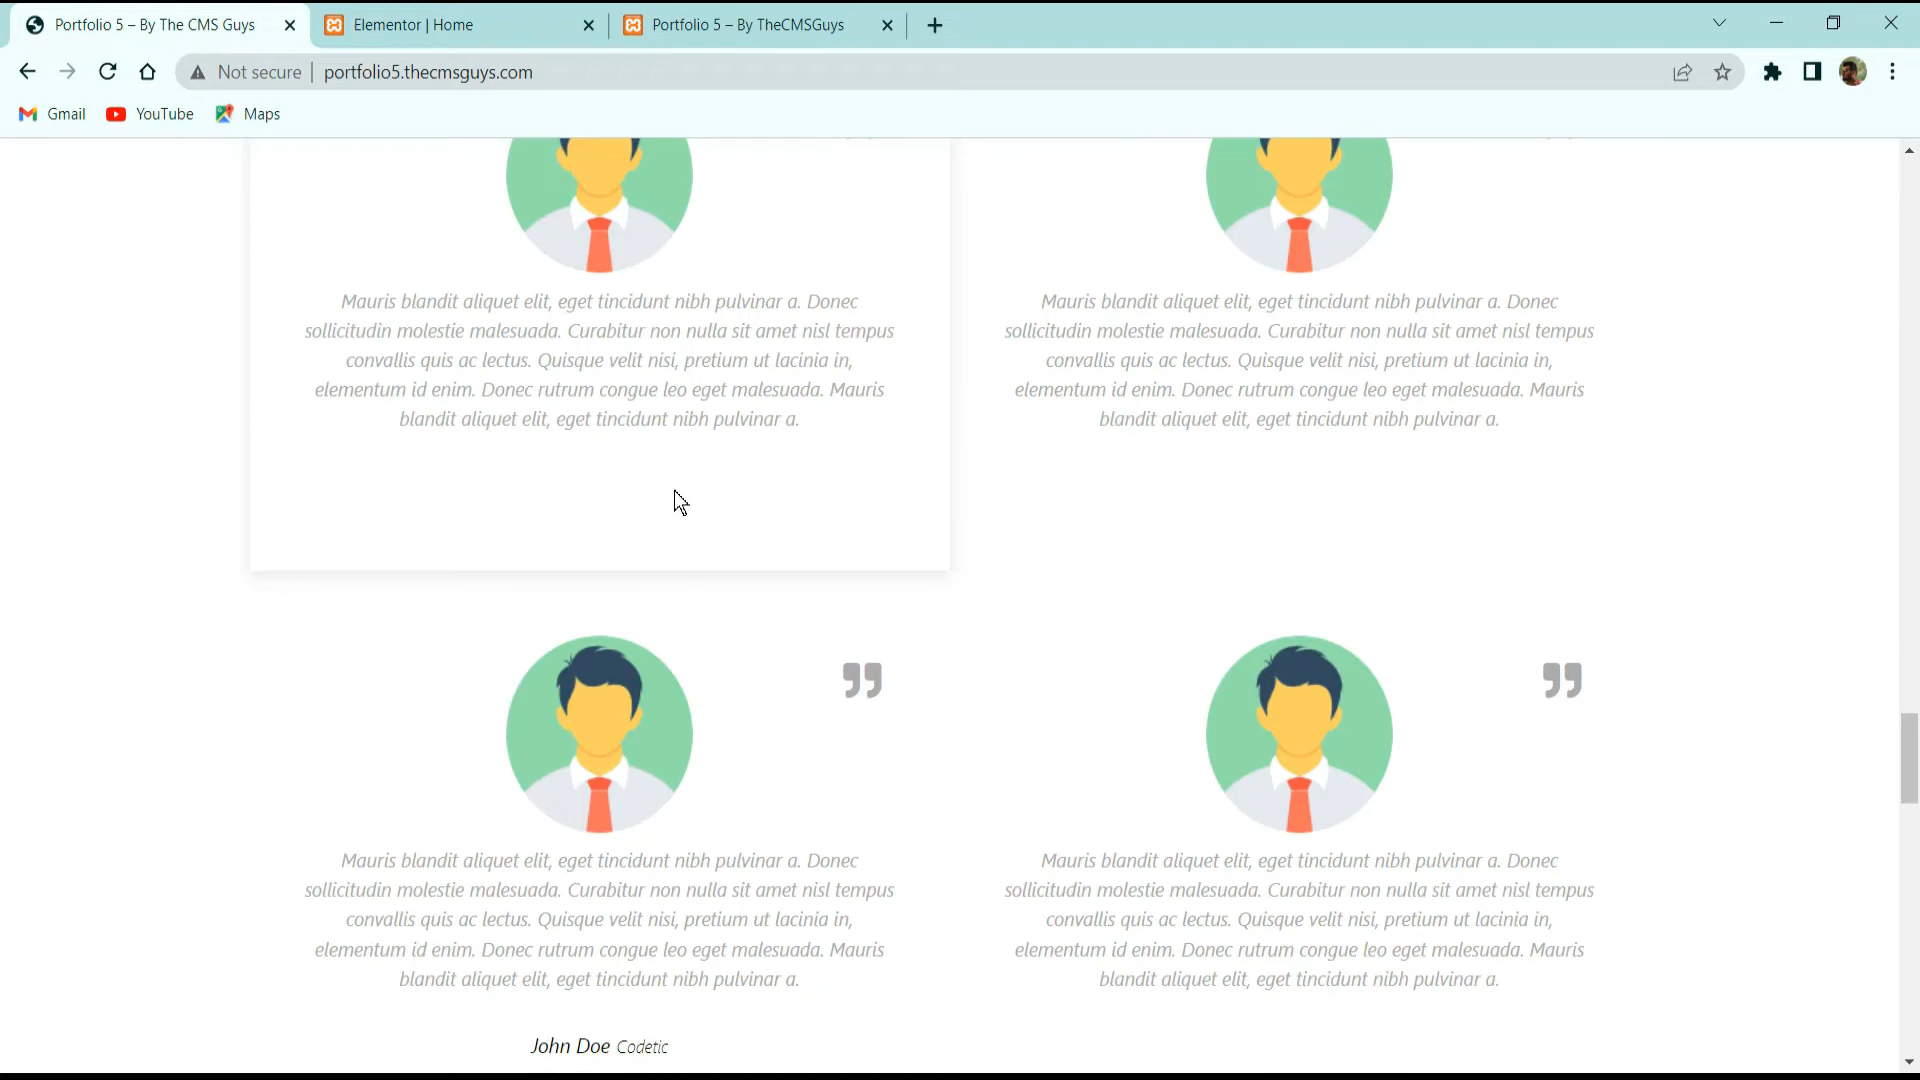 Portfolio 5 – By The CMS Guys
Elementor | Home
Portfolio 5 – By TheCMSGuys
Not secure
portfolio5.thecmsguys.com
Gmail
YouTube
Maps
Mauris blandit aliquet elit, eget tincidunt nibh pulvinar a. Donec
sollicitudin molestie malesuada. Curabitur non nulla sit amet nisl tempus
convallis quis ac lectus. Quisque velit nisi, pretium ut lacinia in,
elementum id enim. Donec rutrum congue leo eget malesuada. Mauris
blandit aliquet elit, eget tincidunt nibh pulvinar a.
Mauris blandit aliquet elit, eget tincidunt nibh pulvinar a. Donec
sollicitudin molestie malesuada. Curabitur non nulla sit amet nisl tempus
convallis quis ac lectus. Quisque velit nisi, pretium ut lacinia in,
elementum id enim. Donec rutrum congue leo eget malesuada. Mauris
blandit aliquet elit, eget tincidunt nibh pulvinar a.
Mauris blandit aliquet elit, eget tincidunt nibh pulvinar a. Donec
sollicitudin molestie malesuada. Curabitur non nulla sit amet nisl tempus
convallis quis ac lectus. Quisque velit nisi, pretium ut lacinia in,
elementum id enim. Donec rutrum congue leo eget malesuada. Mauris
blandit aliquet elit, eget tincidunt nibh pulvinar a.
John Doe Codetic
Mauris blandit aliquet elit, eget tincidunt nibh pulvinar a. Donec
sollicitudin molestie malesuada. Curabitur non nulla sit amet nisl tempus
convallis quis ac lectus. Quisque velit nisi, pretium ut lacinia in,
elementum id enim. Donec rutrum congue leo eget malesuada. Mauris
blandit aliquet elit, eget tincidunt nibh pulvinar a.